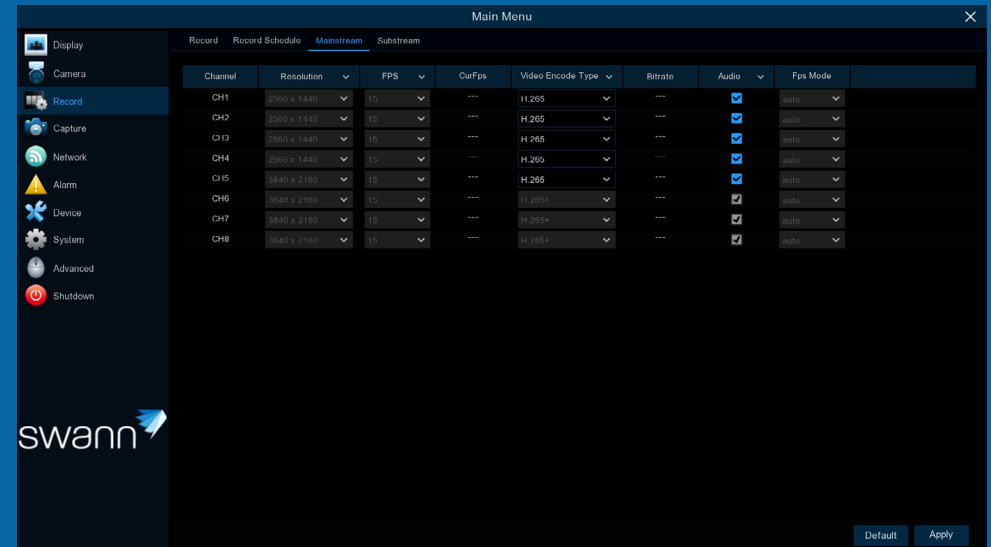 Main Menu
Display
Camera
Record
Capture
Network
Alarm
Device
System
Advanced
Shutdown
swann
Record Record Schedule Mainstream Substream
Channel Resolution FPS CurFps Video Encode Type Bitrate Audio Fps Mode
CH1 2560 x 1440 15 --- H.265 --- auto
CH2 2560 x 1440 15 --- H.265 --- auto
CH3 2560 x 1440 15 --- H.265 --- auto
CH4 2560 x 1440 15 --- H.265 --- auto
CH5 3840 x 2160 15 --- H.265 --- auto
CH6 3840 x 2160 15 --- H.265+ --- auto
CH7 3840 x 2160 15 --- H.265+ --- auto
CH8 3840 x 2160 15 --- H.265+ --- auto
Default Apply